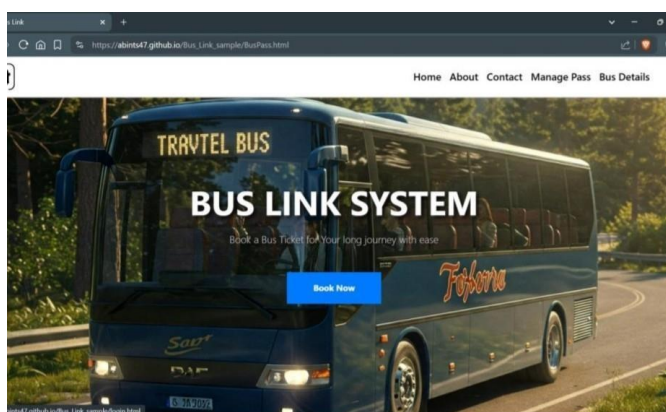 s Link
https://abints47.github.io/Bus_Link_sample/BusPass.html
Home About Contact Manage Pass Bus Details
TRAVTEL BUS
BUS LINK SYSTEM
Book a Bus Ticket for Your long journey with ease
Book Now
DAF